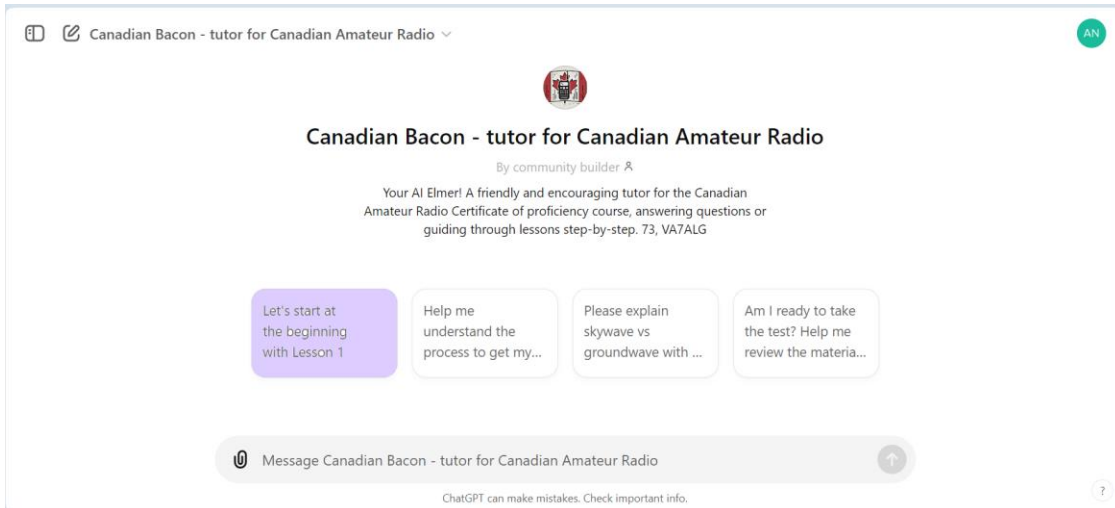 Canadian Bacon - tutor for Canadian Amateur Radio
AN
Canadian Bacon - tutor for Canadian Amateur Radio
By community builder
Your AI Elmer! A friendly and encouraging tutor for the Canadian
Amateur Radio Certificate of proficiency course, answering questions or
guiding through lessons step-by-step. 73, VA7ALG
Let's start at
the beginning
with Lesson 1
Help me
understand the
process to get my...
Please explain
skywave vs
groundwave with ...
Am I ready to take
the test? Help me
review the materia...
Message Canadian Bacon - tutor for Canadian Amateur Radio
ChatGPT can make mistakes. Check important info.
?